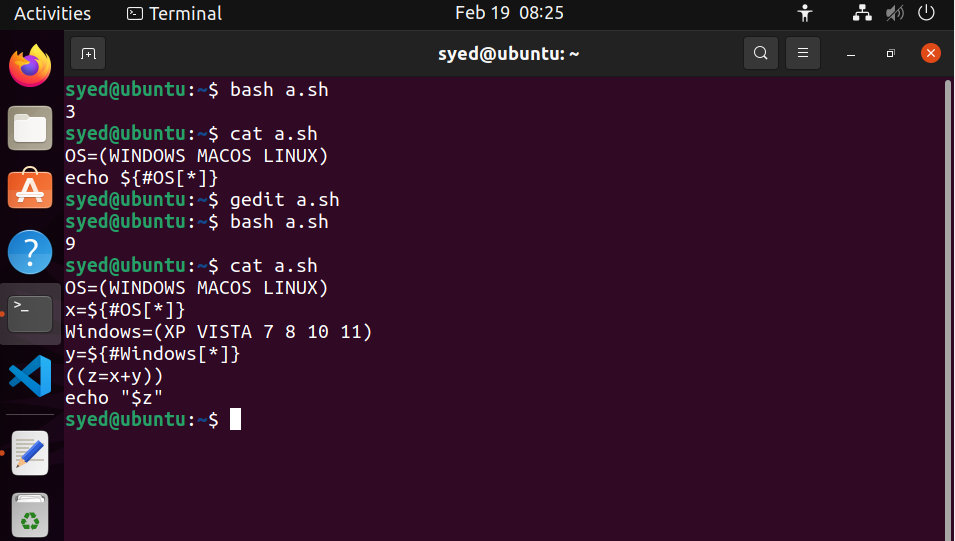 Activities Terminal Feb 19 08:25
syed@ubuntu: ~
syed@ubuntu:~$ bash a.sh
3
syed@ubuntu:~$ cat a.sh
OS=(WINDOWS MACOS LINUX)
echo ${#OS[*]}
syed@ubuntu:~$ gedit a.sh
syed@ubuntu:~$ bash a.sh
9
syed@ubuntu:~$ cat a.sh
OS=(WINDOWS MACOS LINUX)
x=${#OS[*]}
Windows=(XP VISTA 7 8 10 11)
y=${#Windows[*]}
((z=x+y))
echo "$z"
syed@ubuntu:~$